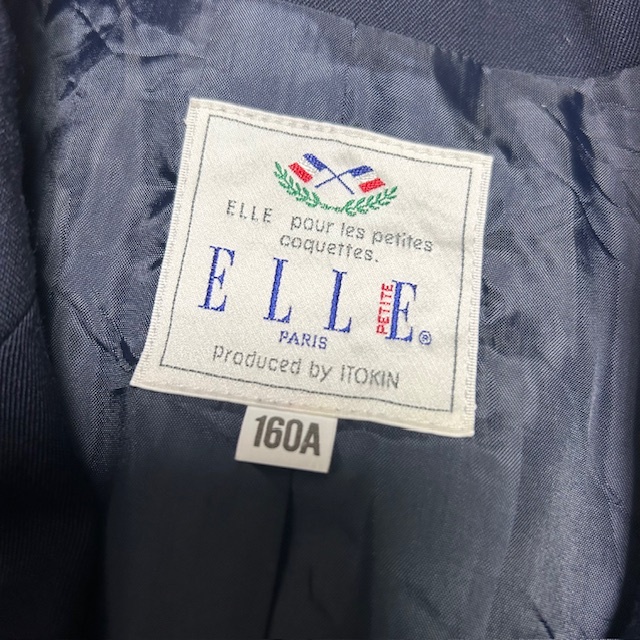 ELLE pour les petites
coquettes.
ELLE PETITE ®
PARIS
produced by ITOKIN
160A